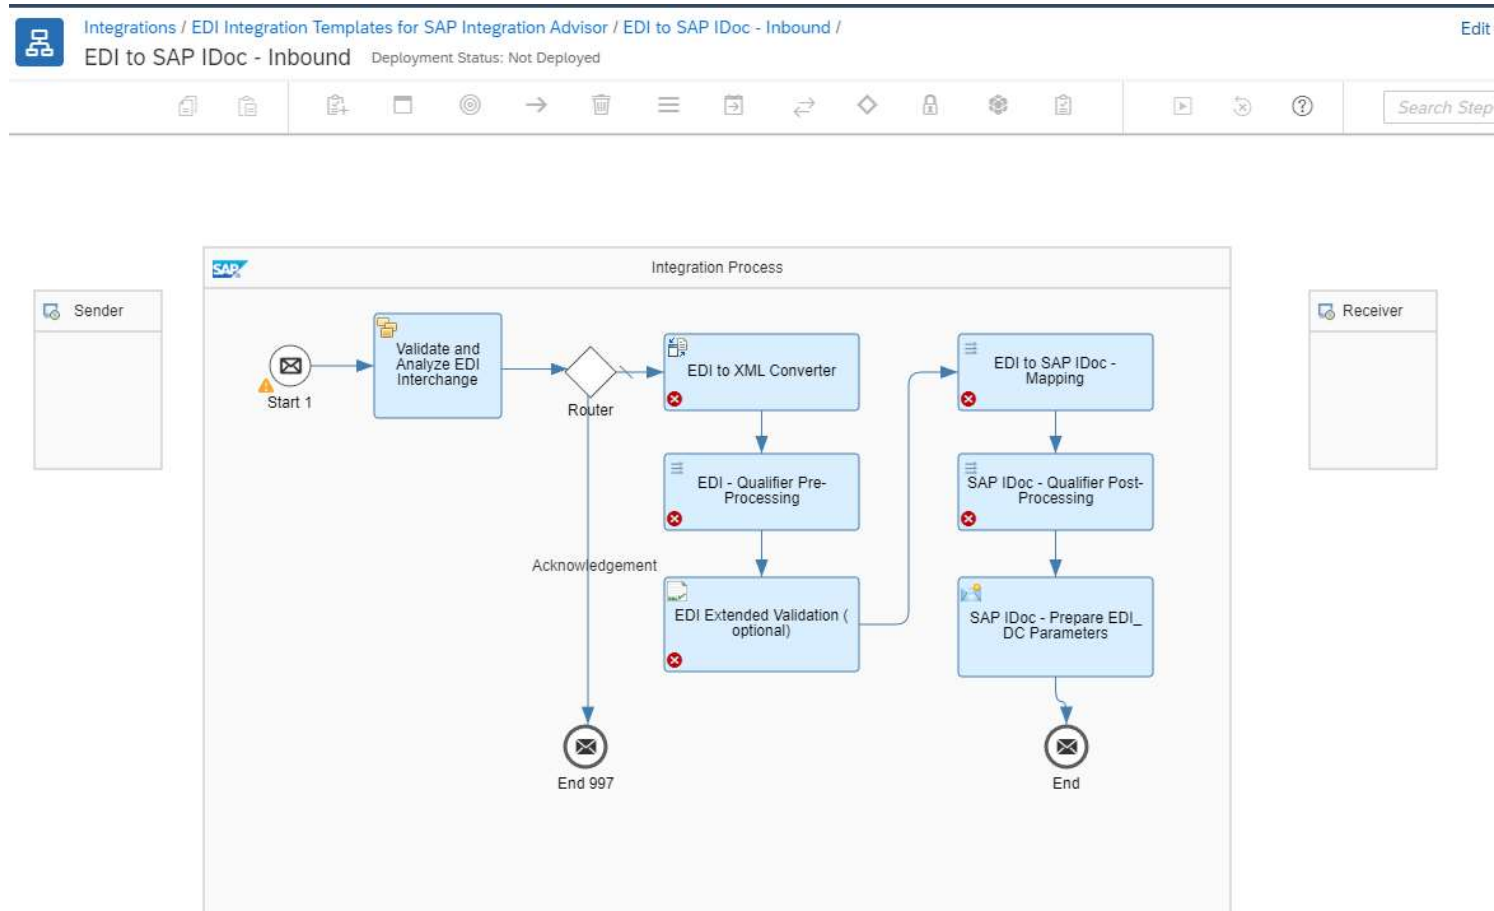 Integrations / EDI Integration Templates for SAP Integration Advisor / EDI to SAP IDoc - Inbound /
Edit
EDI to SAP IDoc - Inbound Deployment Status: Not Deployed
Search Step
SAP
Integration Process
Sender
Receiver
Validate and
Analyze EDI
Interchange
Start 1
Router
EDI to XML Converter
EDI to SAP IDoc -
Mapping
EDI - Qualifier Pre-
Processing
SAP IDoc - Qualifier Post-
Processing
Acknowledgement
EDI Extended Validation (
optional)
SAP IDoc - Prepare EDI_
DC Parameters
End 997
End